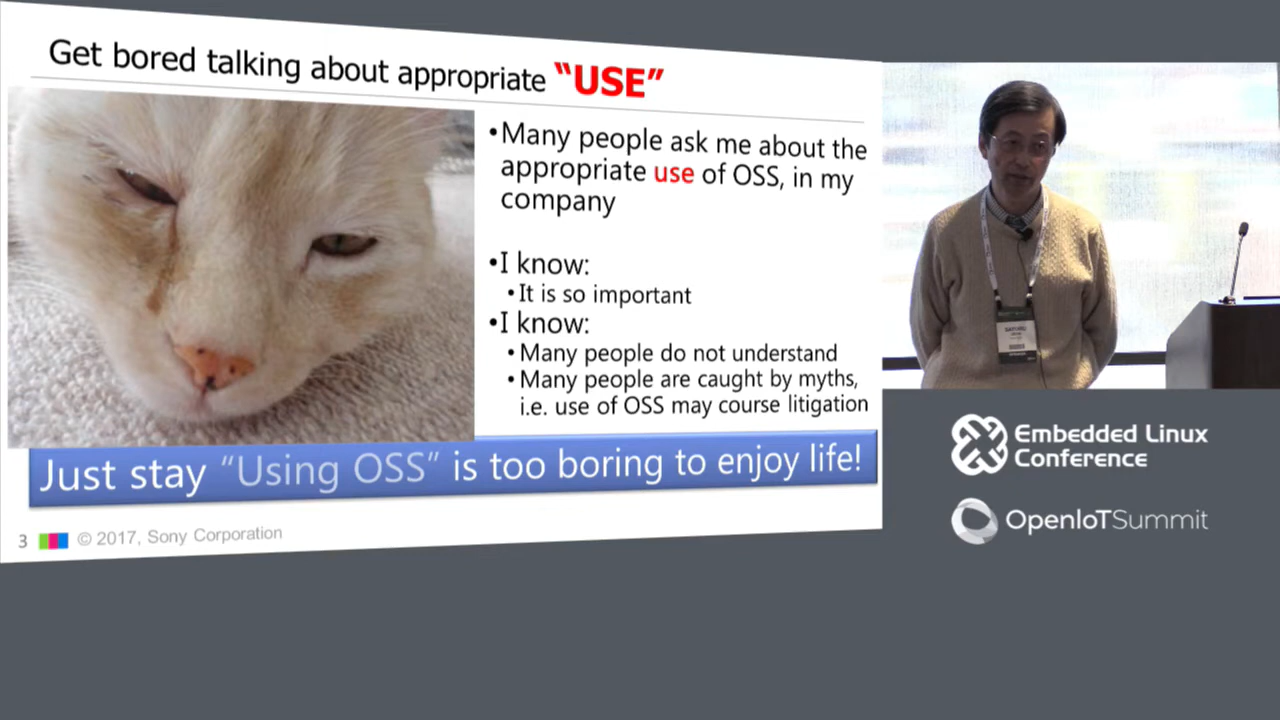 Get bored talking about appropriate “USE”
•Many people ask me about the
appropriate use of OSS, in my
company
•I know:
•It is so important
•I know:
•Many people do not understand
•Many people are caught by myths,
i.e. use of OSS may course litigation
Just stay “Using OSS” is too boring to enjoy life!
3 © 2017, Sony Corporation
Embedded Linux
Conference
OpenIoTSummit